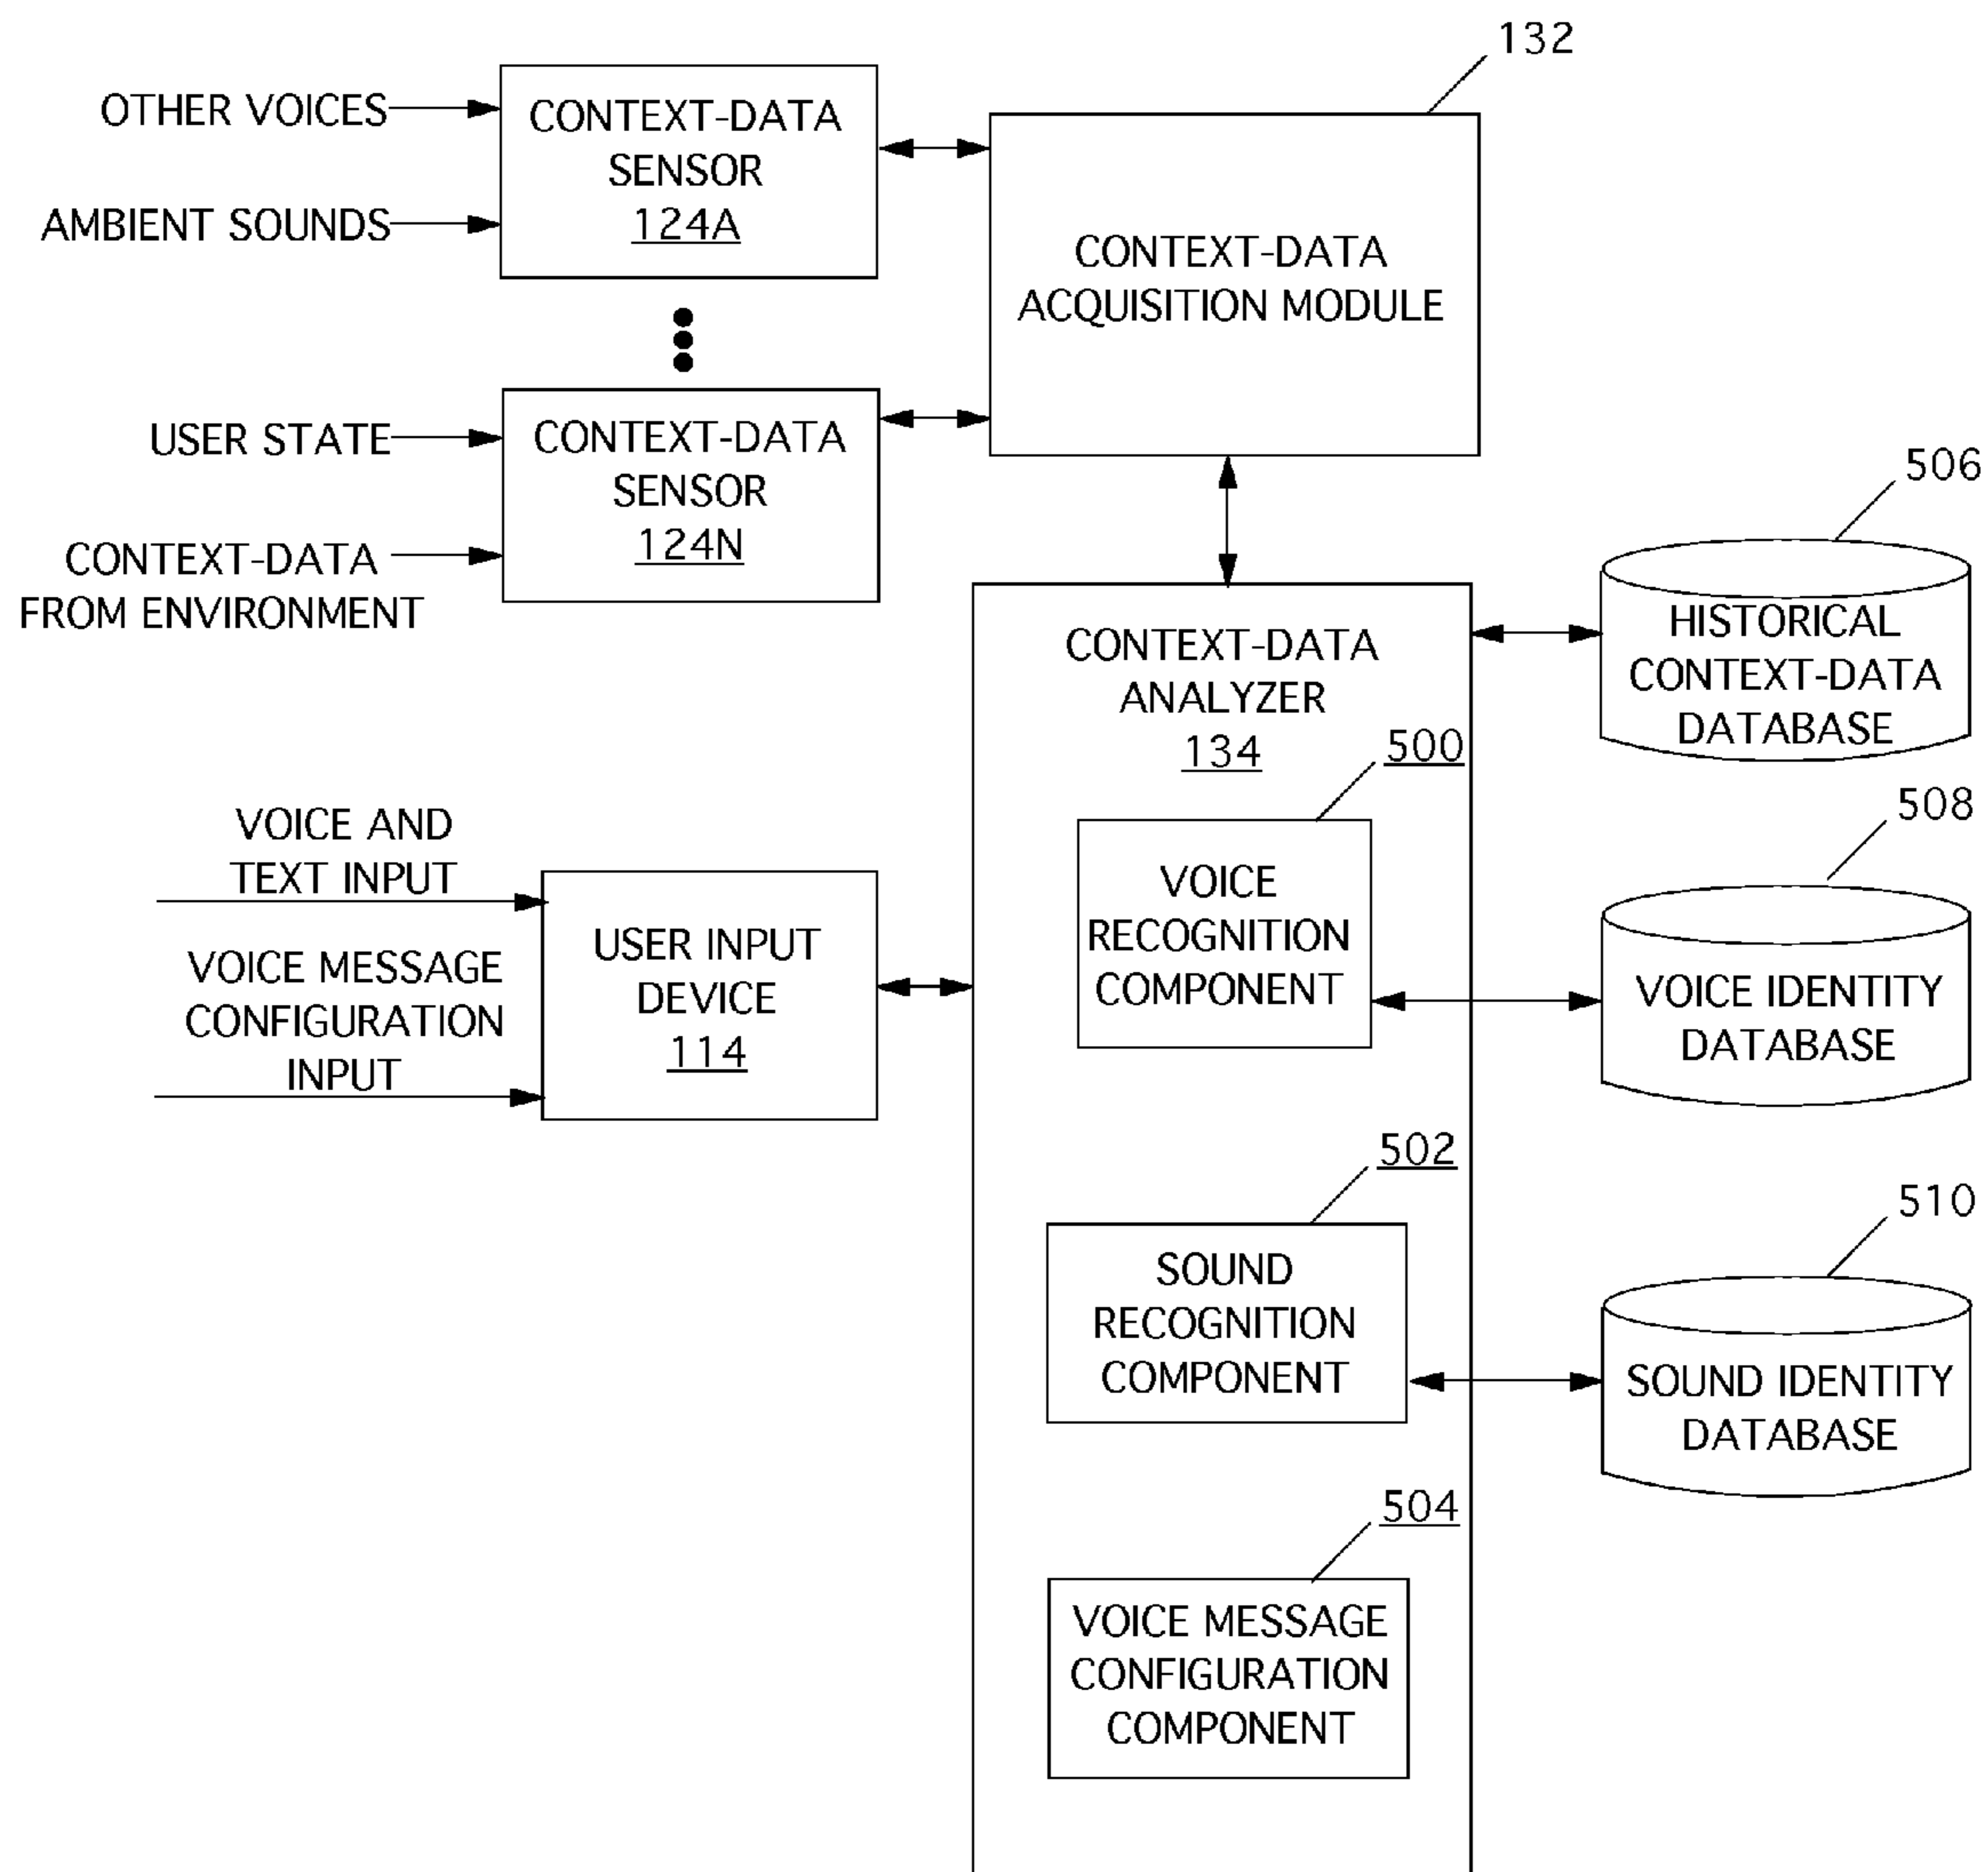 132
OTHER VOICES
AMBIENT SOUNDS
CONTEXT-DATA
SENSOR
124A
CONTEXT-DATA
ACQUISITION MODULE
USER STATE
CONTEXT-DATA
FROM ENVIRONMENT
CONTEXT-DATA
SENSOR
124N
506
HISTORICAL
CONTEXT-DATA
DATABASE
CONTEXT-DATA
ANALYZER
134
500
VOICE
RECOGNITION
COMPONENT
508
VOICE IDENTITY
DATABASE
VOICE AND
TEXT INPUT
VOICE MESSAGE
CONFIGURATION
INPUT
USER INPUT
DEVICE
114
502
SOUND
RECOGNITION
COMPONENT
510
SOUND IDENTITY
DATABASE
504
VOICE MESSAGE
CONFIGURATION
COMPONENT